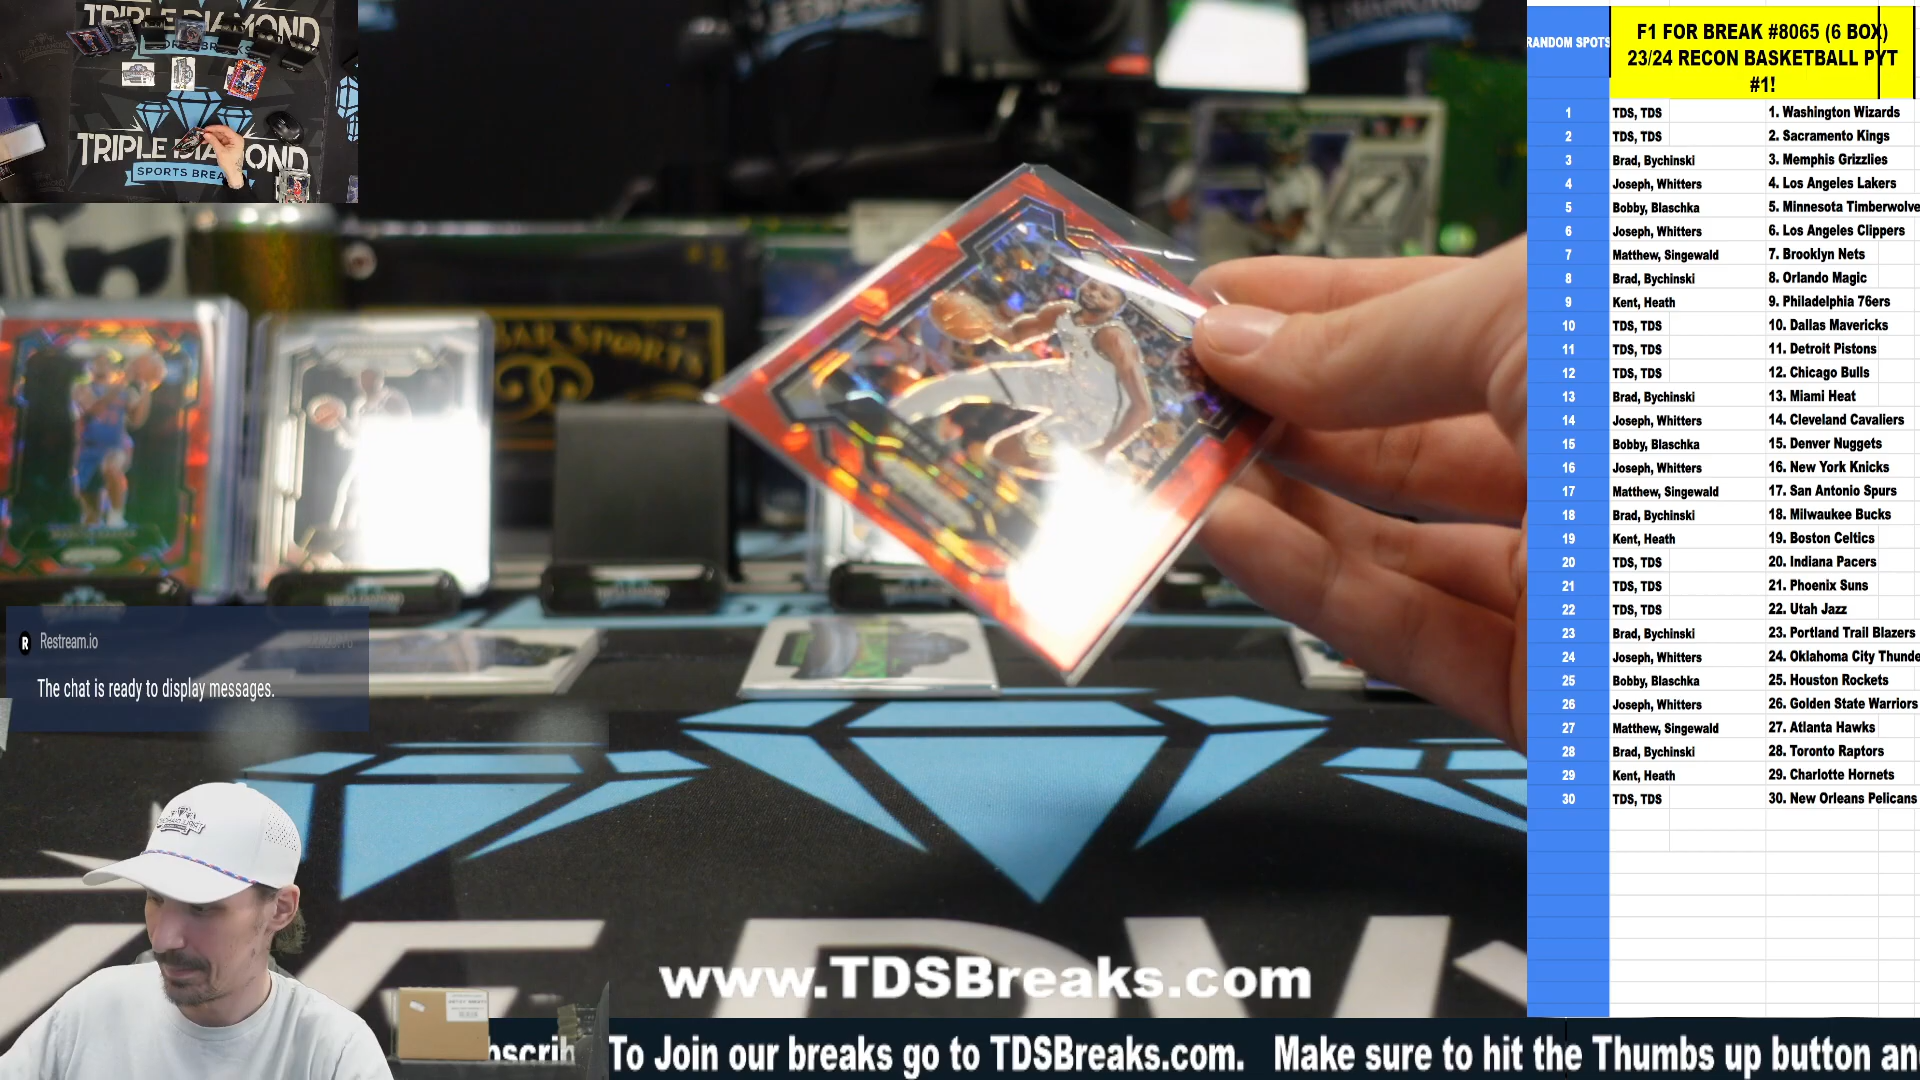 TRIPLE DIAMOND
SPORTS BREAKS
TRIPLE DIAMOND
SPORTS BREA
BAR SPORTS
Restream.io
The chat is ready to display messages.
www.TDSBreaks.com
bscrib To Join our breaks go to TDSBreaks.com. Make sure to hit the Thumbs up button an
RANDOM SPOTS
F1 FOR BREAK #8065 (6 BOX)
23/24 RECON BASKETBALL PYT
#1!
1 TDS, TDS 1. Washington Wizards
2 TDS, TDS 2. Sacramento Kings
3 Brad, Bychinski 3. Memphis Grizzlies
4 Joseph, Whitters 4. Los Angeles Lakers
5 Bobby, Blaschka 5. Minnesota Timberwolve
6 Joseph, Whitters 6. Los Angeles Clippers
7 Matthew, Singewald 7. Brooklyn Nets
8 Brad, Bychinski 8. Orlando Magic
9 Kent, Heath 9. Philadelphia 76ers
10 TDS, TDS 10. Dallas Mavericks
11 TDS, TDS 11. Detroit Pistons
12 TDS, TDS 12. Chicago Bulls
13 Brad, Bychinski 13. Miami Heat
14 Joseph, Whitters 14. Cleveland Cavaliers
15 Bobby, Blaschka 15. Denver Nuggets
16 Joseph, Whitters 16. New York Knicks
17 Matthew, Singewald 17. San Antonio Spurs
18 Brad, Bychinski 18. Milwaukee Bucks
19 Kent, Heath 19. Boston Celtics
20 TDS, TDS 20. Indiana Pacers
21 TDS, TDS 21. Phoenix Suns
22 TDS, TDS 22. Utah Jazz
23 Brad, Bychinski 23. Portland Trail Blazers
24 Joseph, Whitters 24. Oklahoma City Thunde
25 Bobby, Blaschka 25. Houston Rockets
26 Joseph, Whitters 26. Golden State Warriors
27 Matthew, Singewald 27. Atlanta Hawks
28 Brad, Bychinski 28. Toronto Raptors
29 Kent, Heath 29. Charlotte Hornets
30 TDS, TDS 30. New Orleans Pelicans